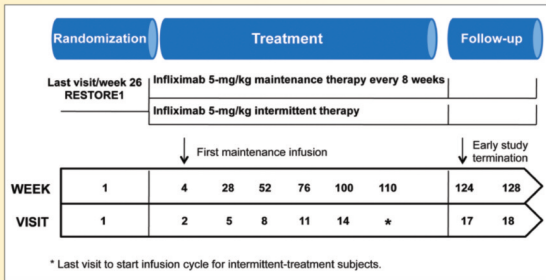 Randomization Treatment Follow-up
Last visit/week 26
RESTORE1
Infliximab 5-mg/kg maintenance therapy every 8 weeks
Infliximab 5-mg/kg intermittent therapy
First maintenance infusion
Early study
termination
WEEK 1 4 28 52 76 100 110 124 128
VISIT 1 2 5 8 11 14 * 17 18
* Last visit to start infusion cycle for intermittent-treatment subjects.